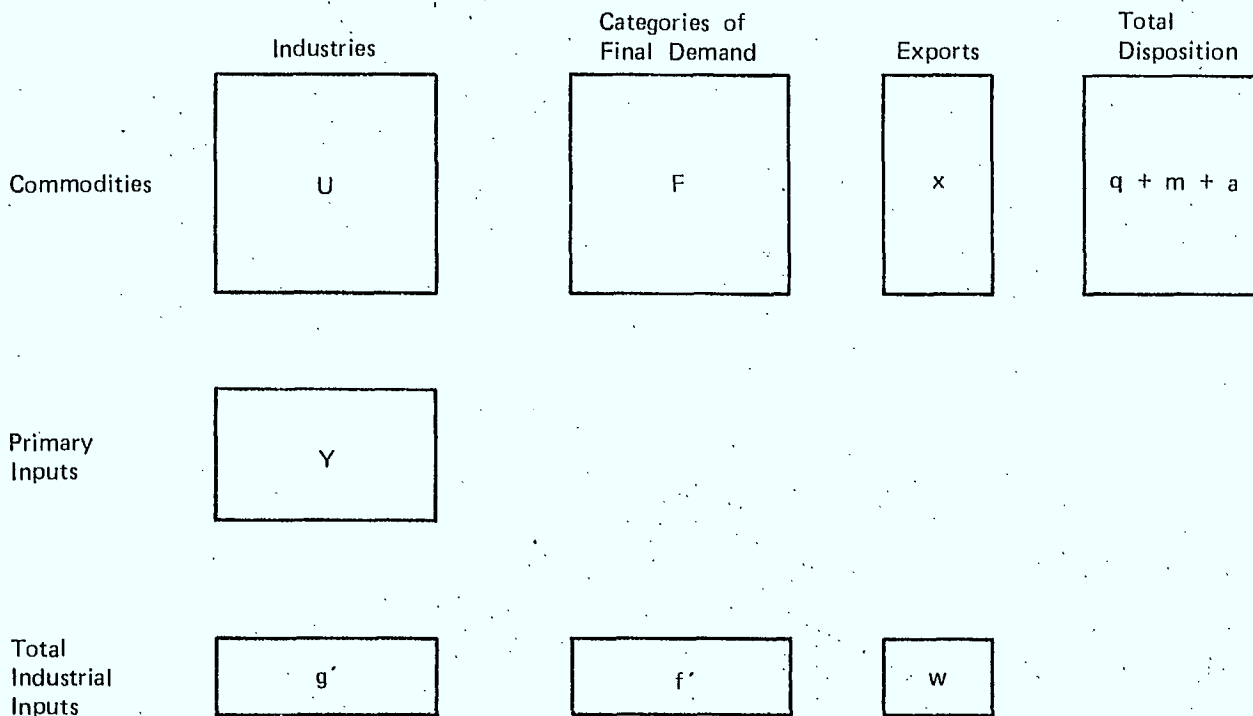 Industries
Categories of
Final Demand
Exports
Total
Disposition
Commodities
U
F
x
q + m + a
Primary
Inputs
Y
Total
Industrial
Inputs
g´
f´
w